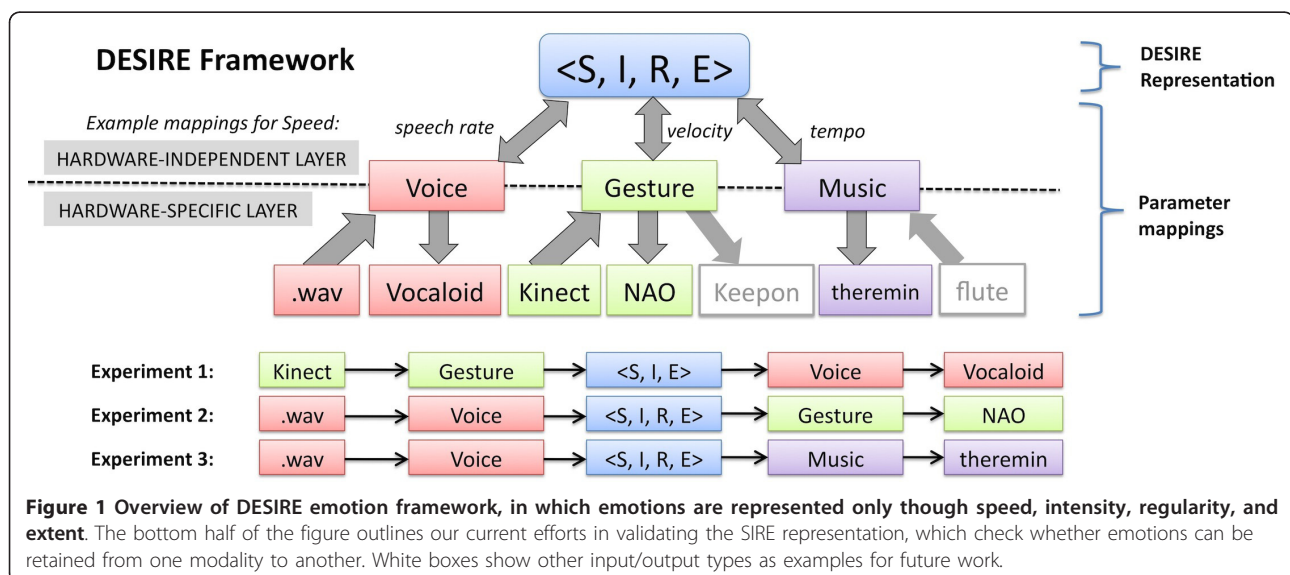 DESIRE Framework
<S, I, R, E>
DESIRE
Representation
Example mappings for Speed:
speech rate
velocity
tempo
HARDWARE-INDEPENDENT LAYER
Voice
Gesture
Music
HARDWARE-SPECIFIC LAYER
Parameter
mappings
.wav
Vocaloid
Kinect
NAO
Keepon
theremin
flute
Experiment 1:
Kinect
Gesture
<S, I, E>
Voice
Vocaloid
Experiment 2:
.wav
Voice
<S, I, R, E>
Gesture
NAO
Experiment 3:
.wav
Voice
<S, I, R, E>
Music
theremin
Figure 1 Overview of DESIRE emotion framework, in which emotions are represented only though speed, intensity, regularity, and
extent. The bottom half of the figure outlines our current efforts in validating the SIRE representation, which check whether emotions can be
retained from one modality to another. White boxes show other input/output types as examples for future work.